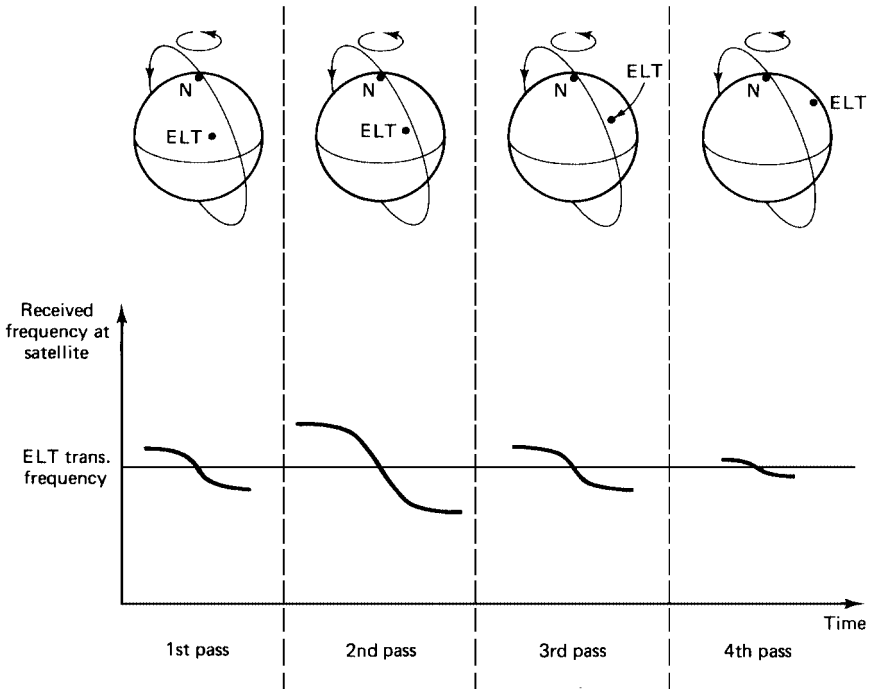 N
ELT
N
ELT
N
ELT
N
ELT
Received
frequency at
satellite
ELT trans.
frequency
Time
1st pass
2nd pass
3rd pass
4th pass